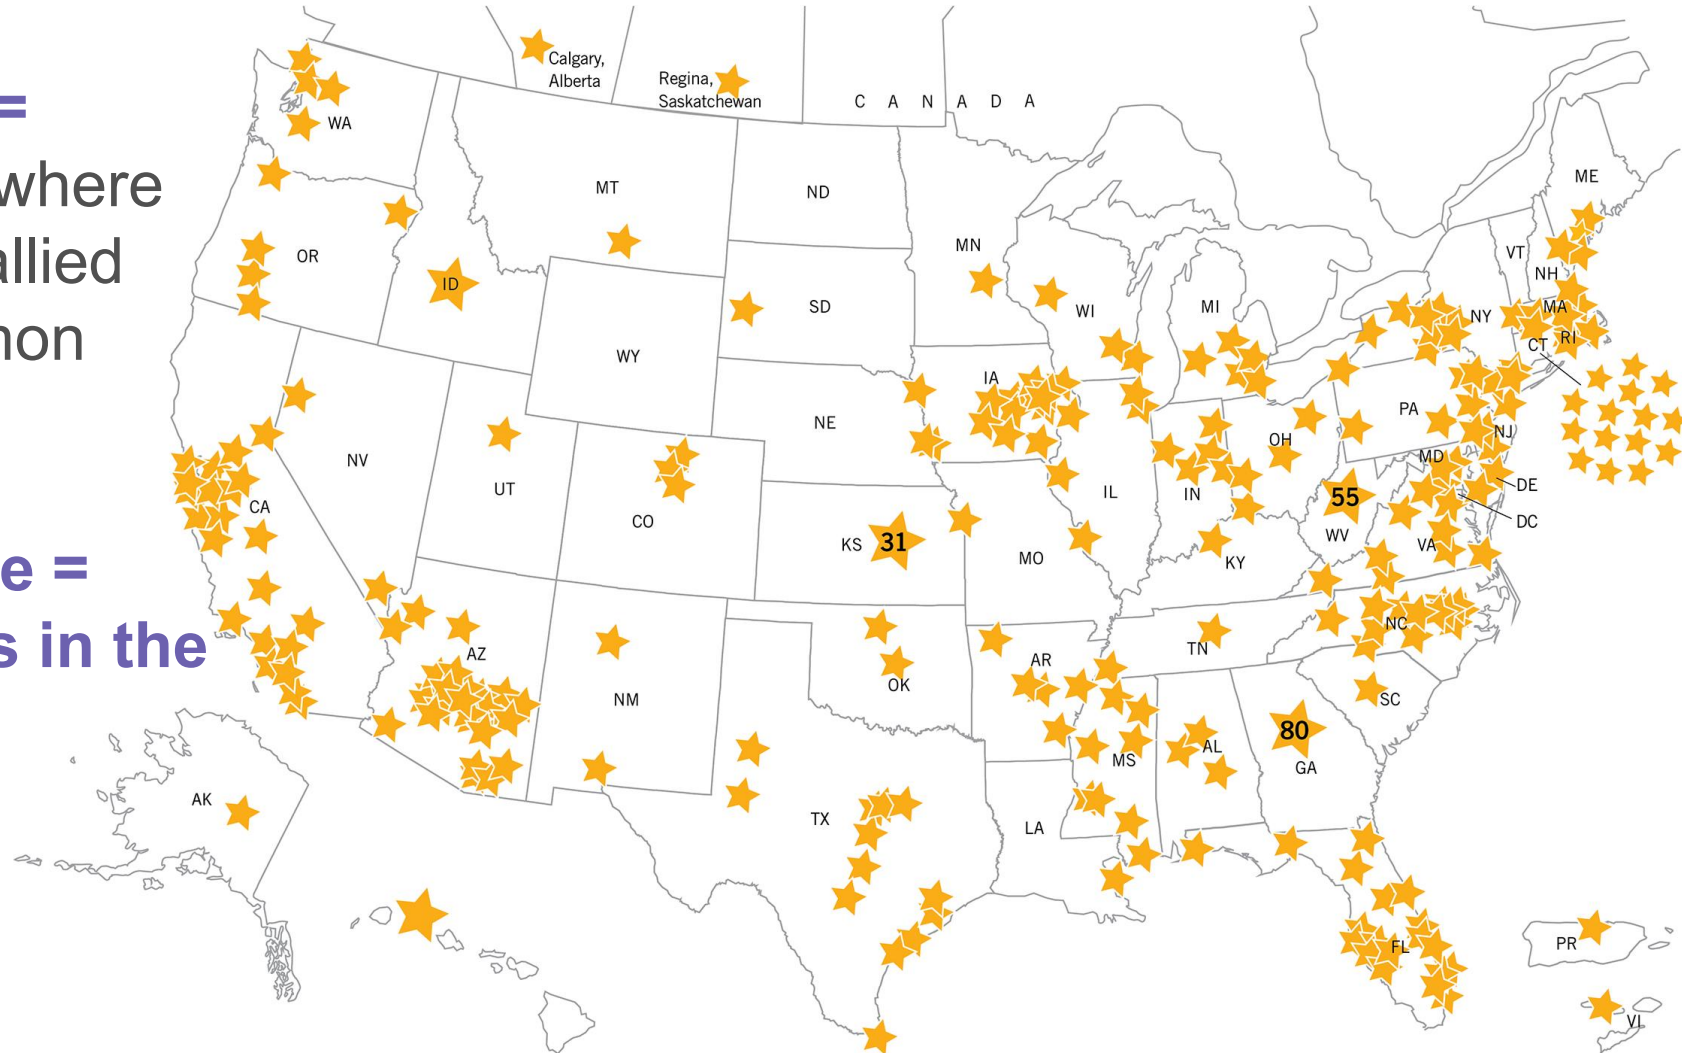 =
where
allied
non
e =
s in the
Calgary,
Alberta
Regina,
Saskatchewan
C A N A D A
WA
MT
ND
OR
ID
MN
SD
WI
MI
ME
VT
NH
NY
MA
CT
RI
WY
IA
NE
PA
NJ
OH
MD
NV
UT
CA
CO
KS
31
MO
IL
IN
55
WV
DE
DC
VA
KY
AZ
NM
OK
AR
TN
NC
SC
MS
AL
80
GA
AK
TX
LA
FL
PR
VI